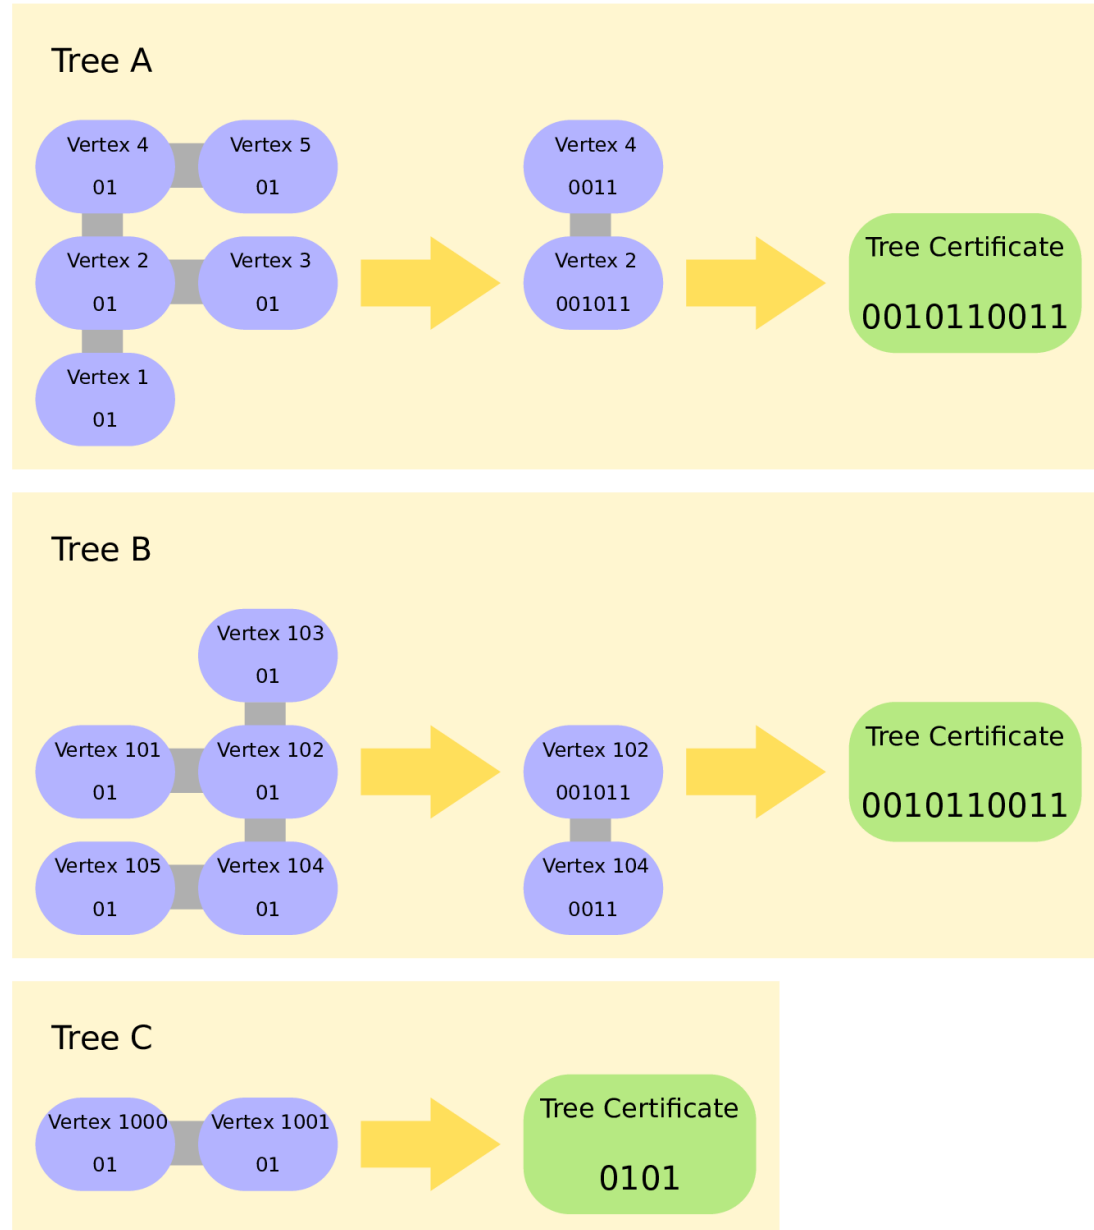 Tree A
Vertex 4
01
Vertex 5
01
Vertex 2
01
Vertex 3
01
Vertex 1
01
Vertex 4
0011
Vertex 2
001011
Tree Certificate
0010110011
Tree B
Vertex 103
01
Vertex 101
01
Vertex 102
01
Vertex 105
01
Vertex 104
01
Vertex 102
001011
Vertex 104
0011
Tree Certificate
0010110011
Tree C
Vertex 1000
01
Vertex 1001
01
Tree Certificate
0101